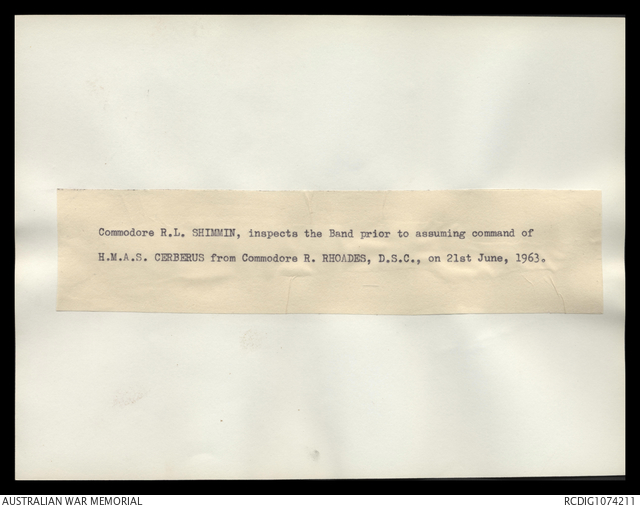 Commodore R.L. SHIMMIN, inspects the Band prior to assuming command of
H.M.A.S. CERBERUS from Commodore R. RHOADES, D.S.C., on 21st June, 1963.
AUSTRALIAN WAR MEMORIAL
RCDIG1074211